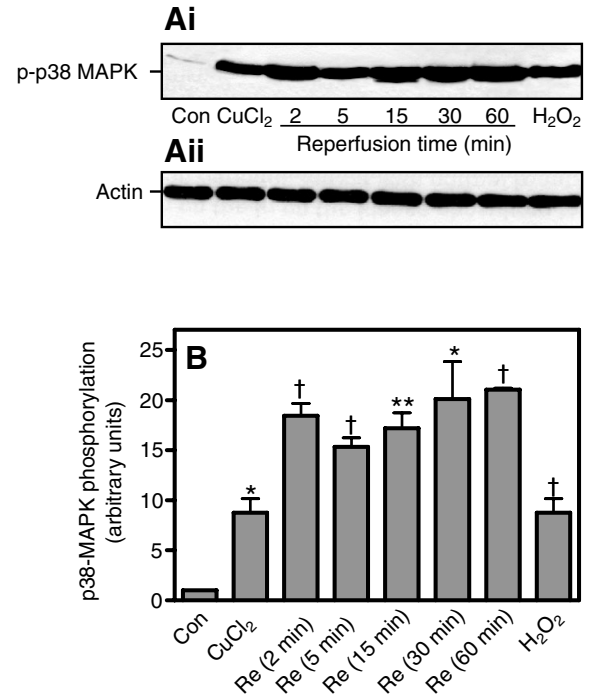 Ai
p-p38 MAPK
Con CuCl₂ 2 5 15 30 60 H₂O₂
Reperfusion time (min)
Aii
Actin
B
p38-MAPK phosphorylation
(arbitrary units)
25
20
15
10
5
0
*
†
†
**
*
†
†
Con
CuCl₂
Re (2 min)
Re (5 min)
Re (15 min)
Re (30 min)
Re (60 min)
H₂O₂